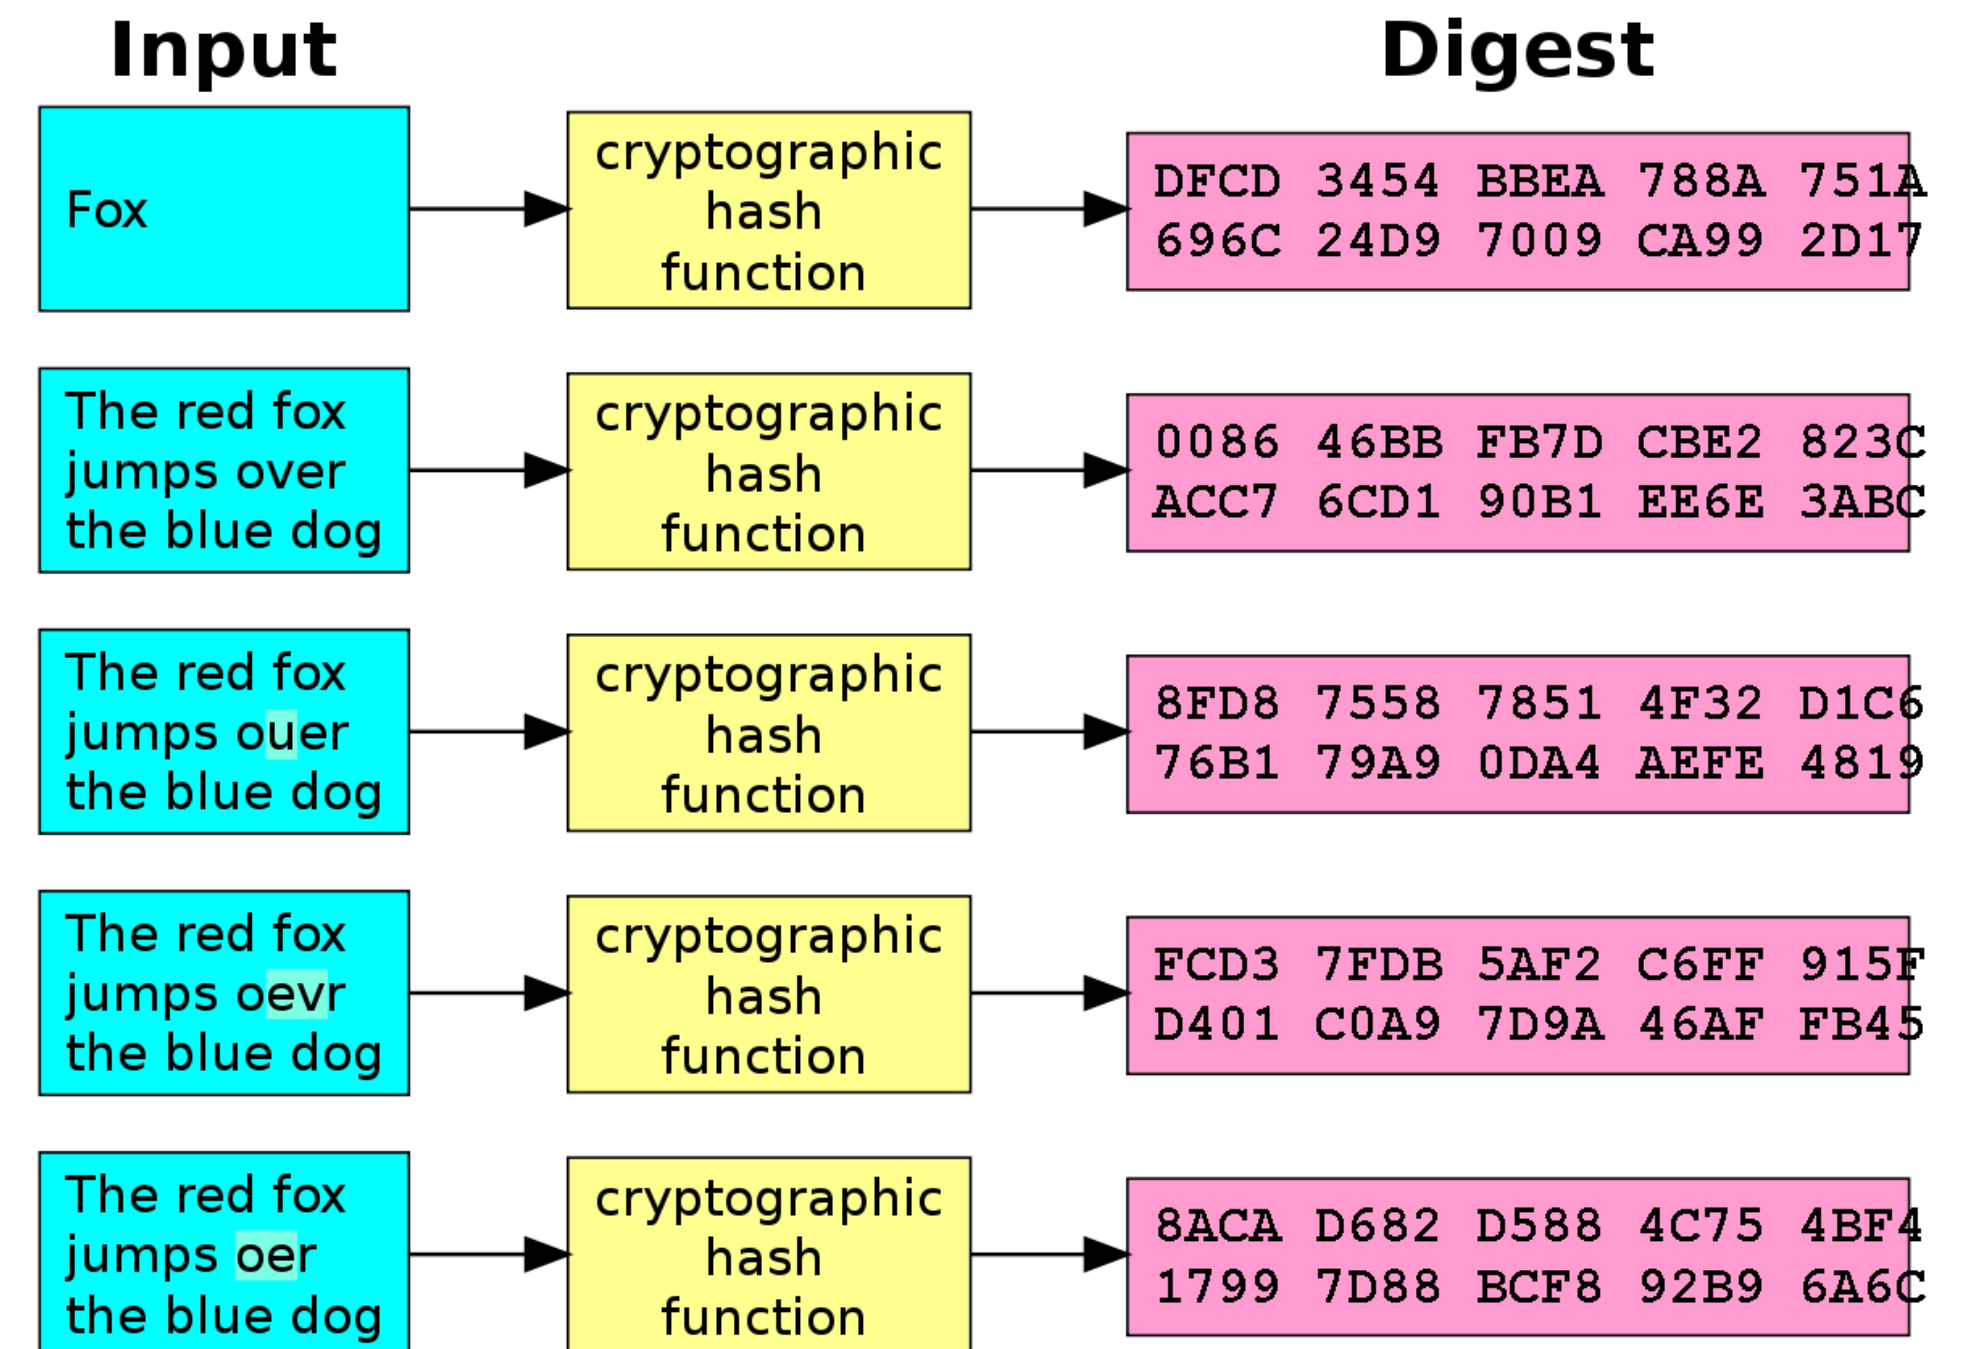 Input
Digest
Fox
cryptographic
hash
function
DFCD 3454 BBEA 788A 751A
696C 24D9 7009 CA99 2D17
The red fox
jumps over
the blue dog
cryptographic
hash
function
0086 46BB FB7D CBE2 823C
ACC7 6CD1 90B1 EE6E 3ABC
The red fox
jumps ouer
the blue dog
cryptographic
hash
function
8FD8 7558 7851 4F32 D1C6
76B1 79A9 0DA4 AEFE 4819
The red fox
jumps oevr
the blue dog
cryptographic
hash
function
FCD3 7FDB 5AF2 C6FF 915F
D401 C0A9 7D9A 46AF FB45
The red fox
jumps oer
the blue dog
cryptographic
hash
function
8ACA D682 D588 4C75 4BF4
1799 7D88 BCF8 92B9 6A6C